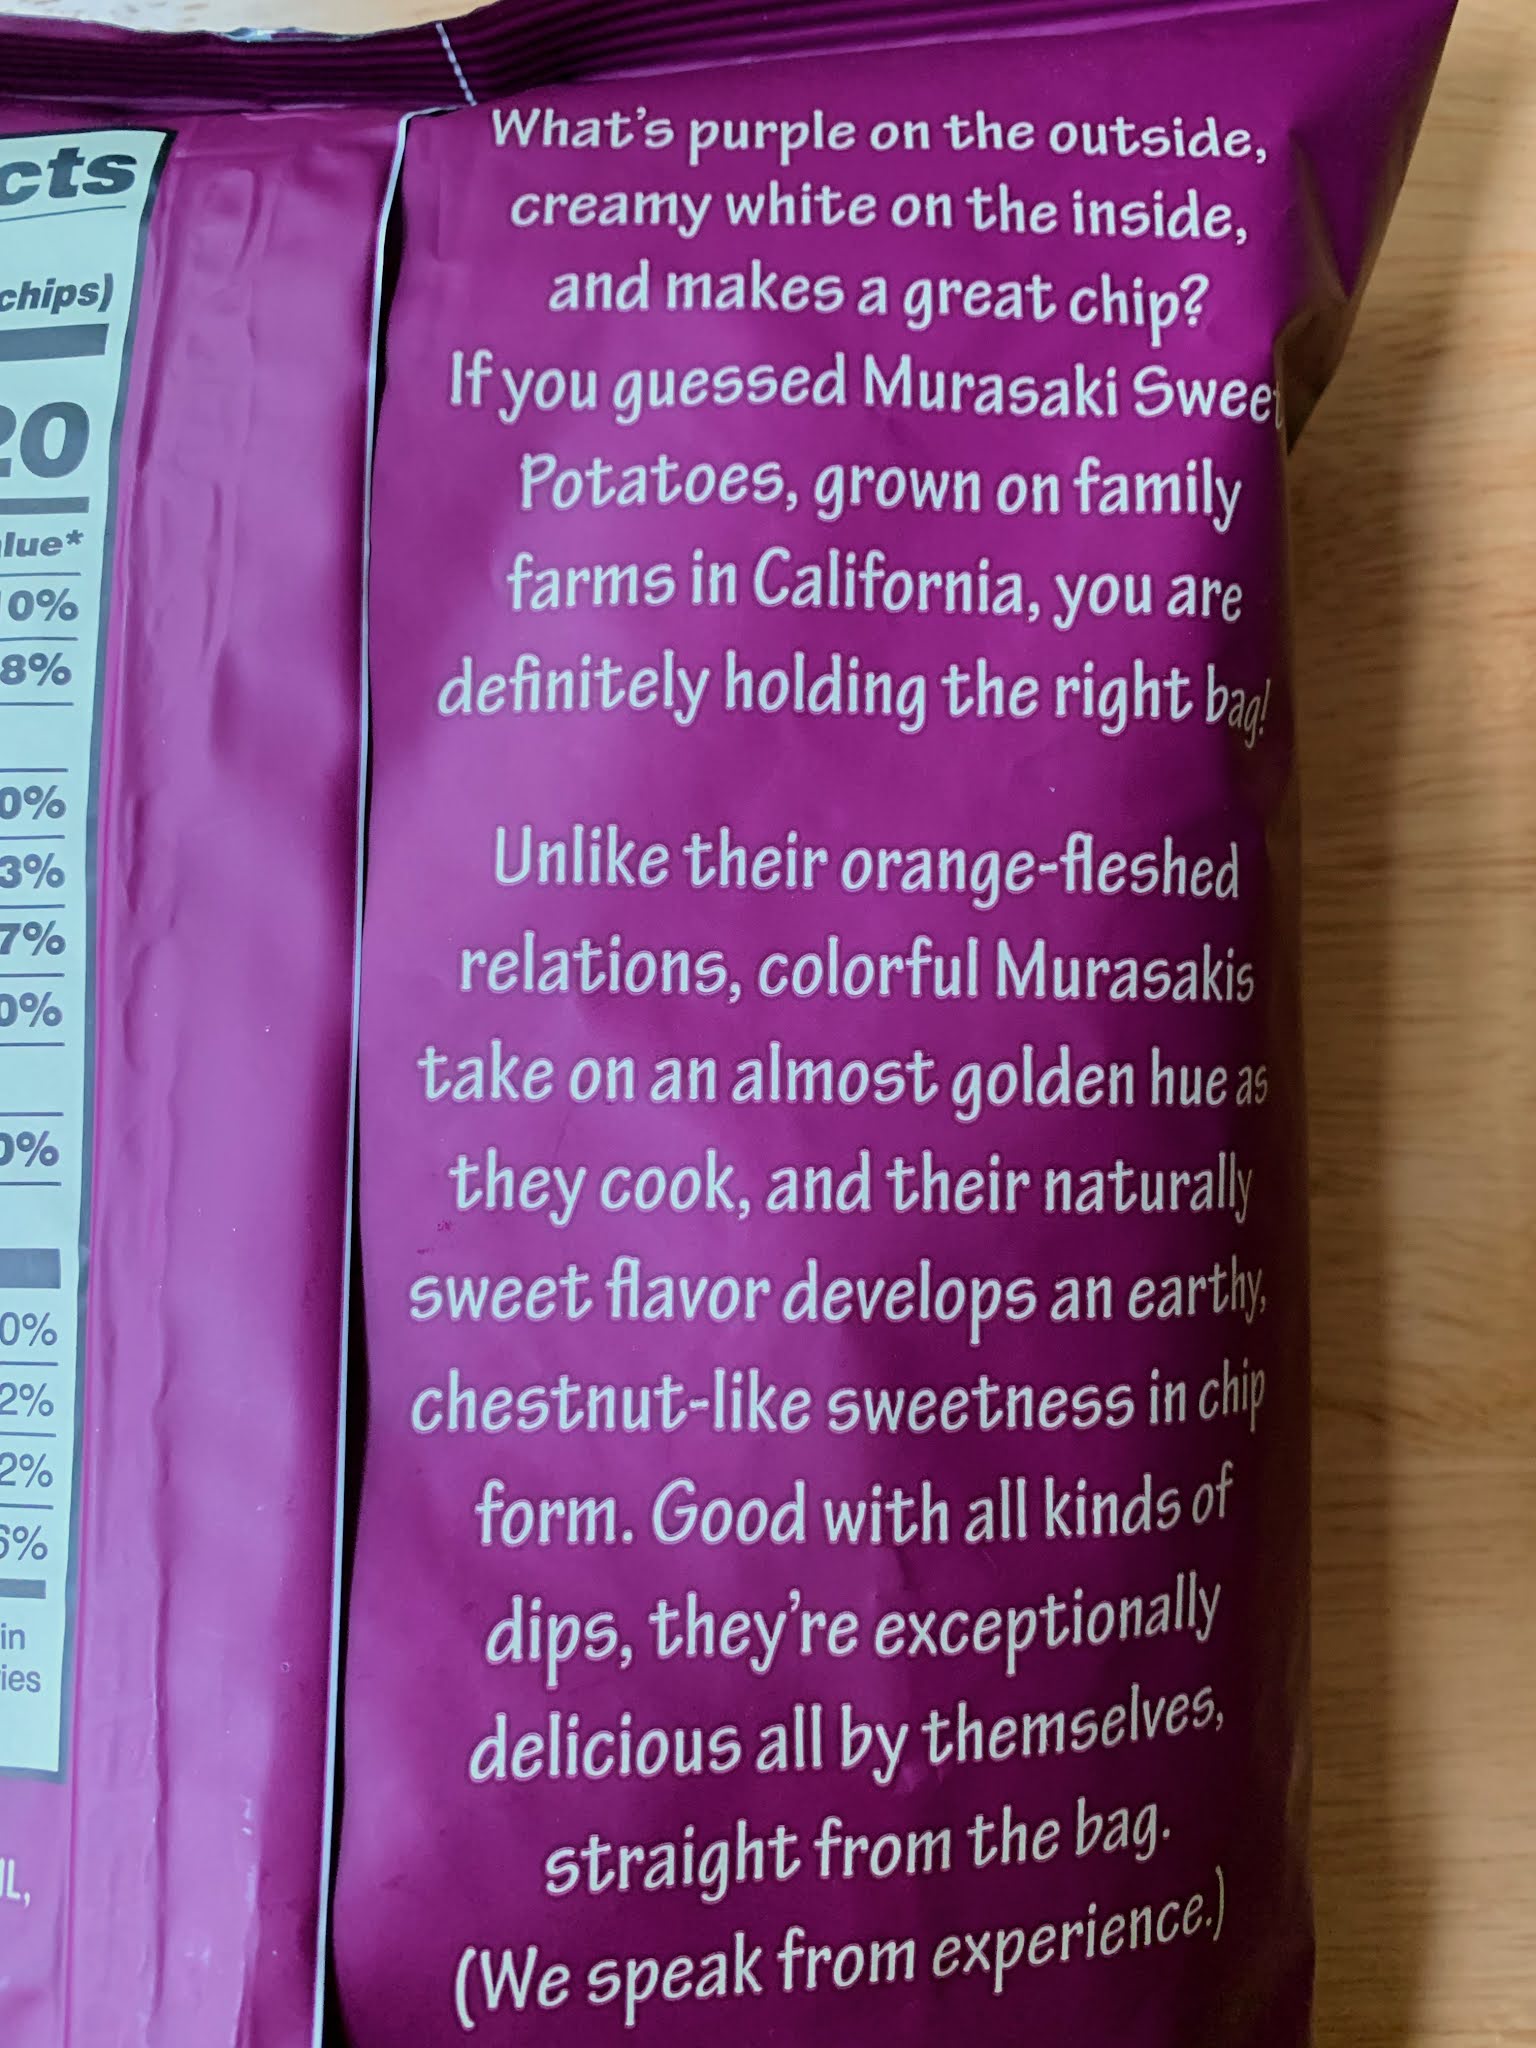 cts
chips)
20
lue*
0%
8%
0%
3%
7%
0%
0%
0%
2%
2%
6%
in
ies
IL,
What's purple on the outside,
creamy white on the inside,
and makes a great chip?
If you guessed Murasaki Sweet
Potatoes, grown on family
farms in California, you are
definitely holding the right bag!
Unlike their orange-fleshed
relations, colorful Murasakis
take on an almost golden hue as
they cook, and their naturally
sweet flavor develops an earthy,
chestnut-like sweetness in chip
form. Good with all kinds of
dips, they're exceptionally
delicious all by themselves,
straight from the bag.
(We speak from experience.)